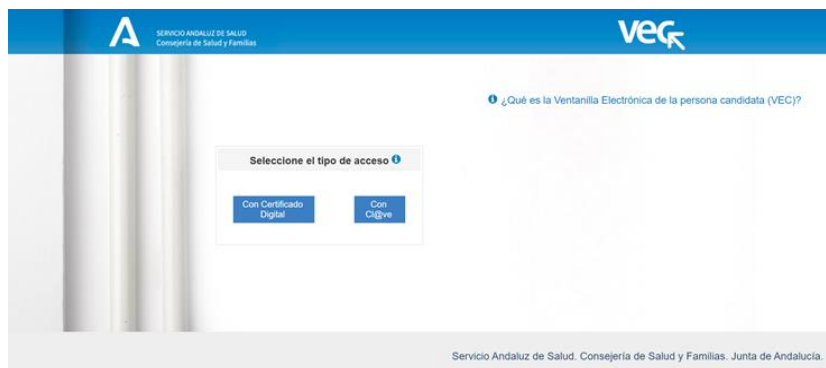 SERVICIO ANDALUZ DE SALUD
Consejería de Salud y Familias
vec
¿Qué es la Ventanilla Electrónica de la persona candidata (VEC)?
Seleccione el tipo de acceso
Con Certificado
Digital
Con
Cl@ve
Servicio Andaluz de Salud. Consejería de Salud y Familias. Junta de Andalucía.